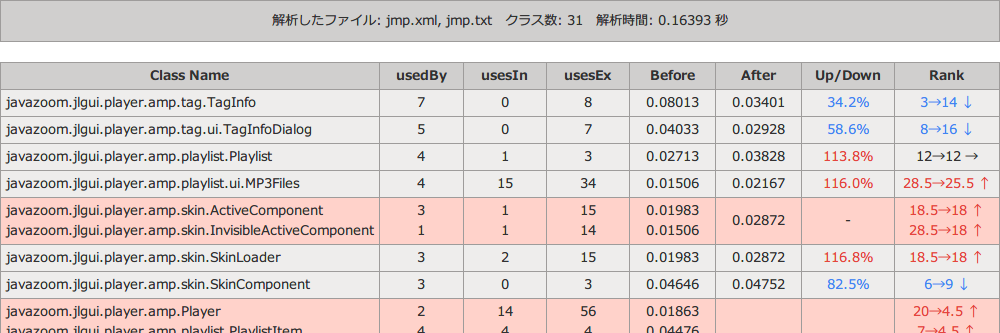 解析したファイル: jmp.xml, jmp.txt クラス数: 31 解析時間: 0.16393 秒
Class Name usedBy usesIn usesEx Before After Up/Down Rank
javazoom.jlgui.player.amp.tag.TagInfo 7 0 8 0.08013 0.03401 34.2% 3→14 ↓
javazoom.jlgui.player.amp.tag.ui.TagInfoDialog 5 0 7 0.04033 0.02928 58.6% 8→16 ↓
javazoom.jlgui.player.amp.playlist.Playlist 4 1 3 0.02713 0.03828 113.8% 12→12 →
javazoom.jlgui.player.amp.playlist.ui.MP3Files 4 15 34 0.01506 0.02167 116.0% 28.5→25.5 ↑
javazoom.jlgui.player.amp.skin.ActiveComponent 3 1 15 0.01983 0.02872 - 18.5→18 ↑
javazoom.jlgui.player.amp.skin.InvisibleActiveComponent 1 1 14 0.01506 28.5→18 ↑
javazoom.jlgui.player.amp.skin.SkinLoader 3 2 15 0.01983 0.02872 116.8% 18.5→18 ↑
javazoom.jlgui.player.amp.skin.SkinComponent 3 0 3 0.04646 0.04752 82.5% 6→9 ↓
javazoom.jlgui.player.amp.Player 2 14 56 0.01863 20→4.5 ↑
javazoom.jlgui.player.amp.playlist.PlaylistItem 4 4 4 0.04476 7→4.5 ↑